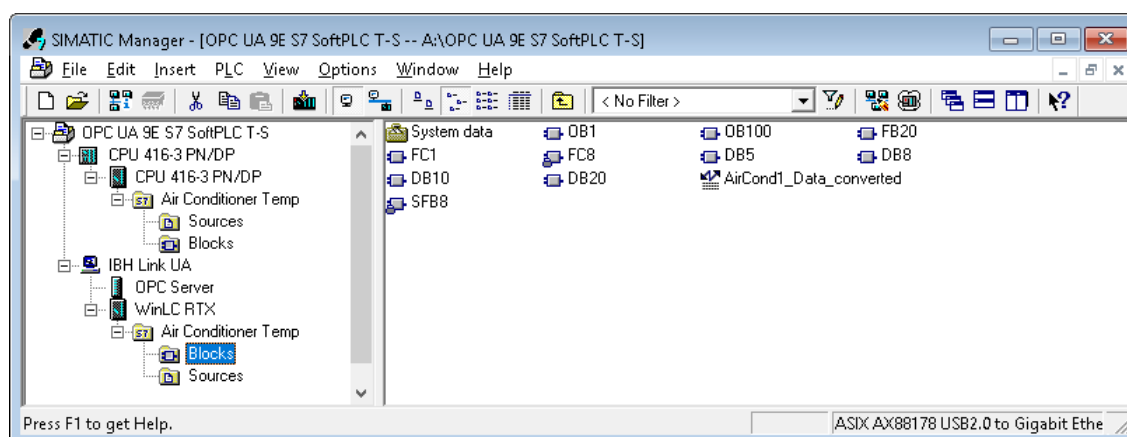 SIMATIC Manager - [OPC UA 9E S7 SoftPLC T-S -- A:\OPC UA 9E S7 SoftPLC T-S]
File Edit Insert PLC View Options Window Help
< No Filter >
OPC UA 9E S7 SoftPLC T-S
CPU 416-3 PN/DP
CPU 416-3 PN/DP
Air Conditioner Temp
Sources
Blocks
IBH Link UA
OPC Server
WinLC RTX
Air Conditioner Temp
Blocks
Sources
System data OB1 OB100 FB20
FC1 FC8 DB5 DB8
DB10 DB20 AirCond1_Data_converted
SFB8
Press F1 to get Help. ASIX AX88178 USB2.0 to Gigabit Ethe